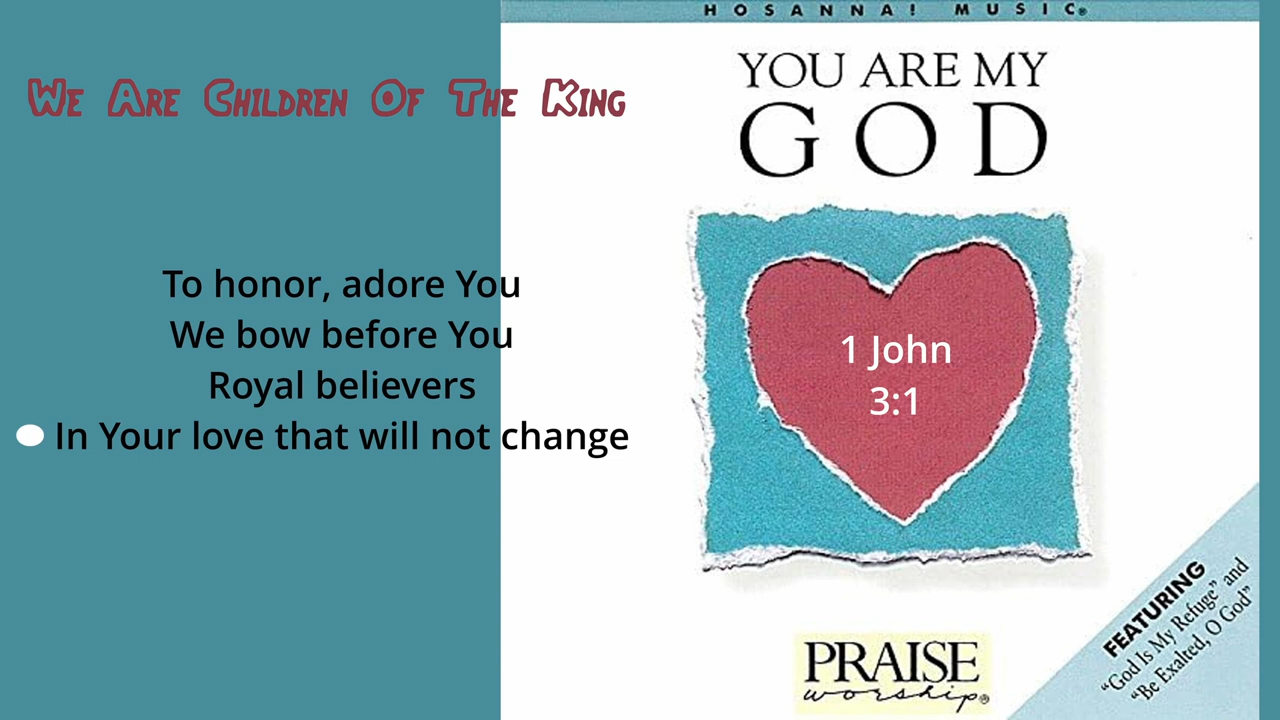 HOSANNA! MUSIC®
We Are Children Of The King
YOU ARE MY
GOD
To honor, adore You
We bow before You
Royal believers
In Your love that will not change
1 John
3:1
FEATURING
“God Is My Refuge” and
“Be Exalted, O God”
PRAISE
worship®